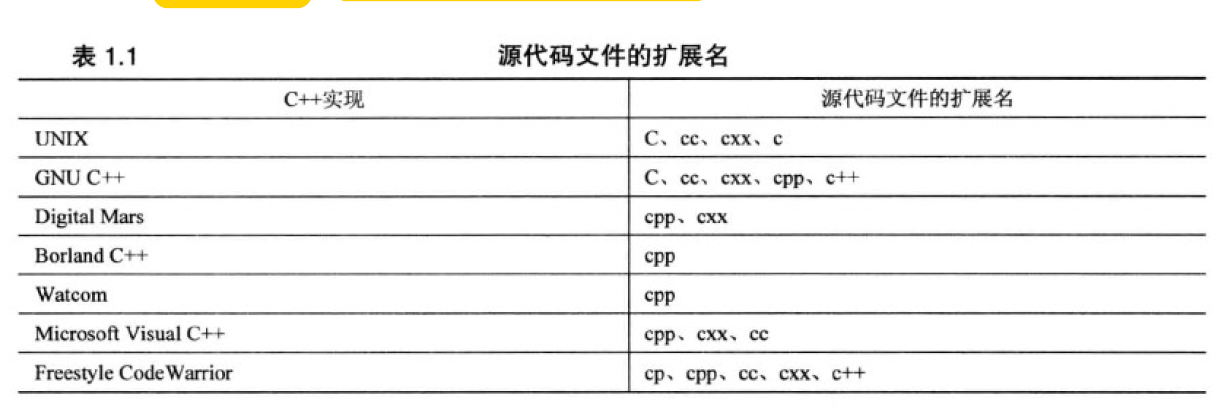 表 1.1 源代码文件的扩展名
C++实现 源代码文件的扩展名
UNIX C、cc、cxx、c
GNU C++ C、cc、cxx、cpp、c++
Digital Mars cpp、cxx
Borland C++ cpp
Watcom cpp
Microsoft Visual C++ cpp、cxx、cc
Freestyle CodeWarrior cp、cpp、cc、cxx、c++